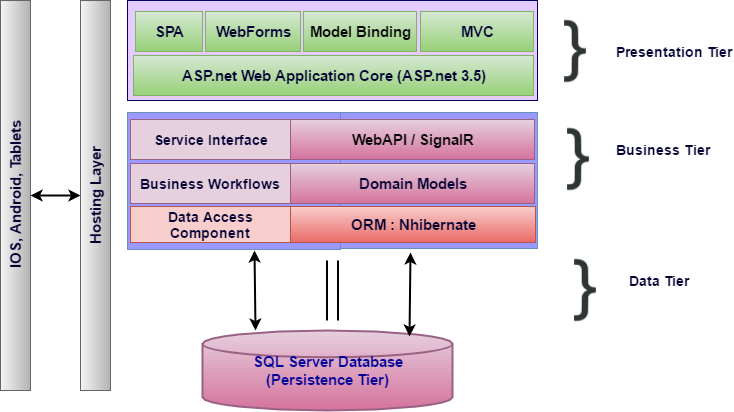 IOS, Android, Tablets
Hosting Layer
SPA
WebForms
Model Binding
MVC
ASP.net Web Application Core (ASP.net 3.5)
Presentation Tier
Service Interface
WebAPI / SignalR
Business Workflows
Domain Models
Data Access
Component
ORM : Nhibernate
Business Tier
Data Tier
SQL Server Database
(Persistence Tier)